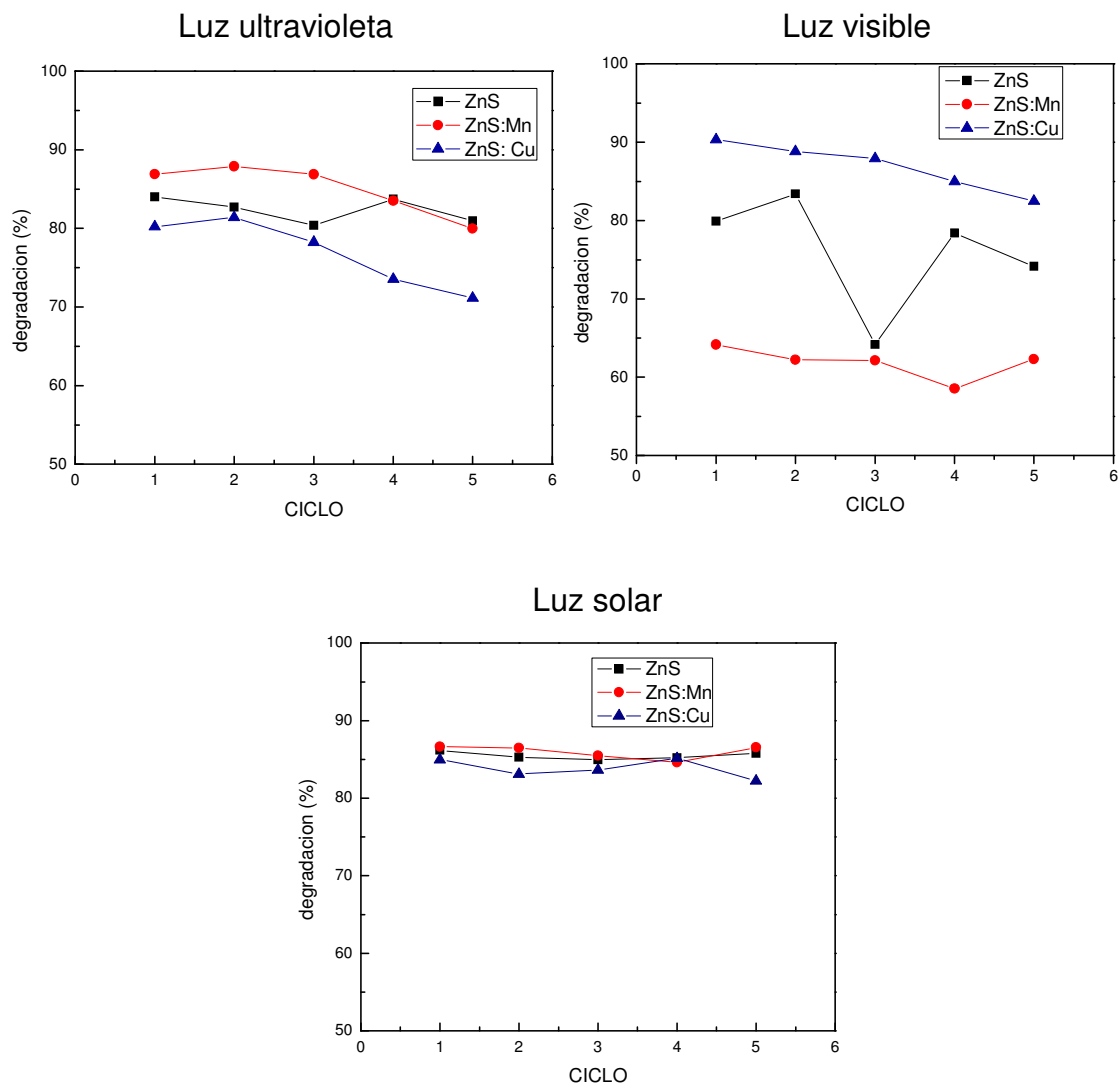 Luz ultravioleta
100
90
80
70
60
50
degradacion (%)
ZnS
ZnS:Mn
ZnS: Cu
0 1 2 3 4 5 6
CICLO
Luz visible
100
90
80
70
60
50
degradacion (%)
ZnS
ZnS:Mn
ZnS:Cu
0 1 2 3 4 5 6
CICLO
Luz solar
100
90
80
70
60
50
degradacion (%)
ZnS
ZnS:Mn
ZnS:Cu
0 1 2 3 4 5 6
CICLO